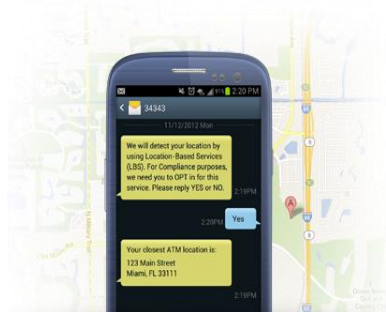 91% 2:20 PM
34343
11/12/2012 Mon
We will detect your location by
using Location-Based Services
(LBS). For Compliance purposes,
we need you to OPT in for this
service. Please reply YES or NO.
2:19PM
2:20PM
Yes
Your closest ATM location is:
123 Main Street
Miami, FL 33111
2:19PM
A